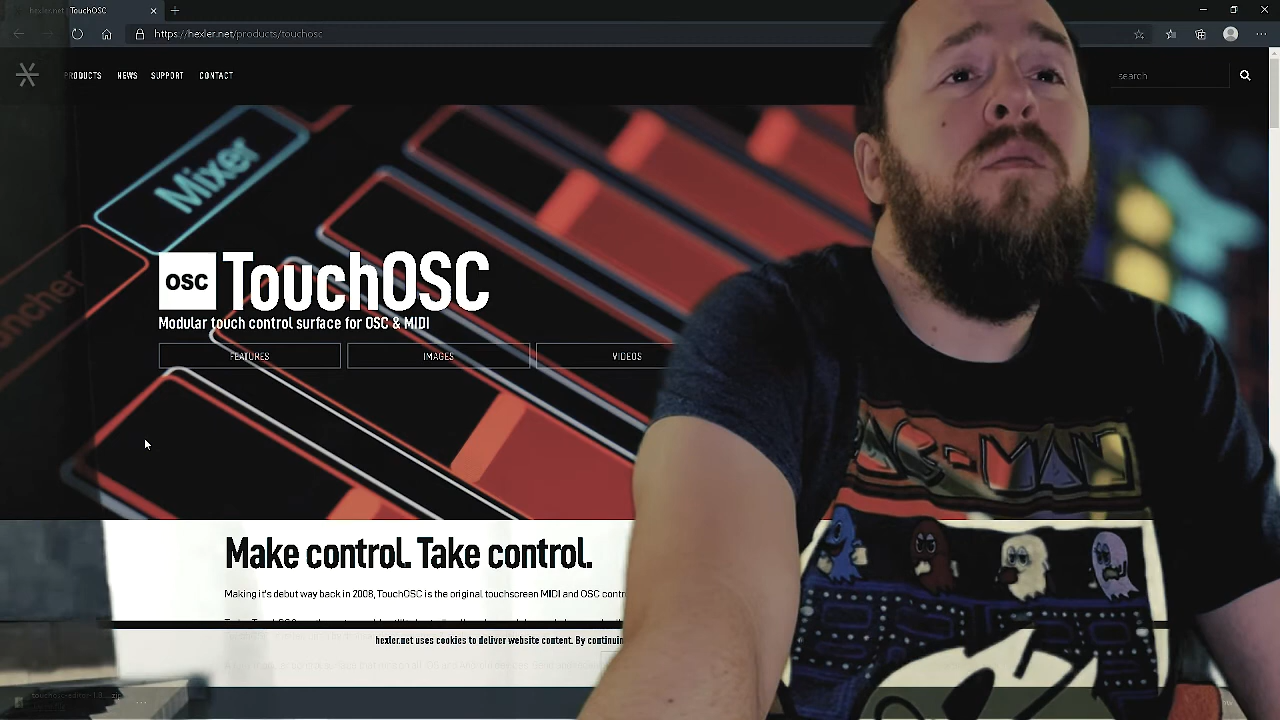 hexler.net TouchOSC
https://hexler.net/products/touchosc
PRODUCTS NEWS SUPPORT CONTACT
search
Mixer
OSC TouchOSC
Modular touch control surface for OSC & MIDI
FEATURES IMAGES VIDEOS
PAC-MAN
Make control. Take control.
Making it's debut way back in 2008, TouchOSC is the original touchscreen MIDI and OSC
hexler.net uses cookies to deliver website content. By